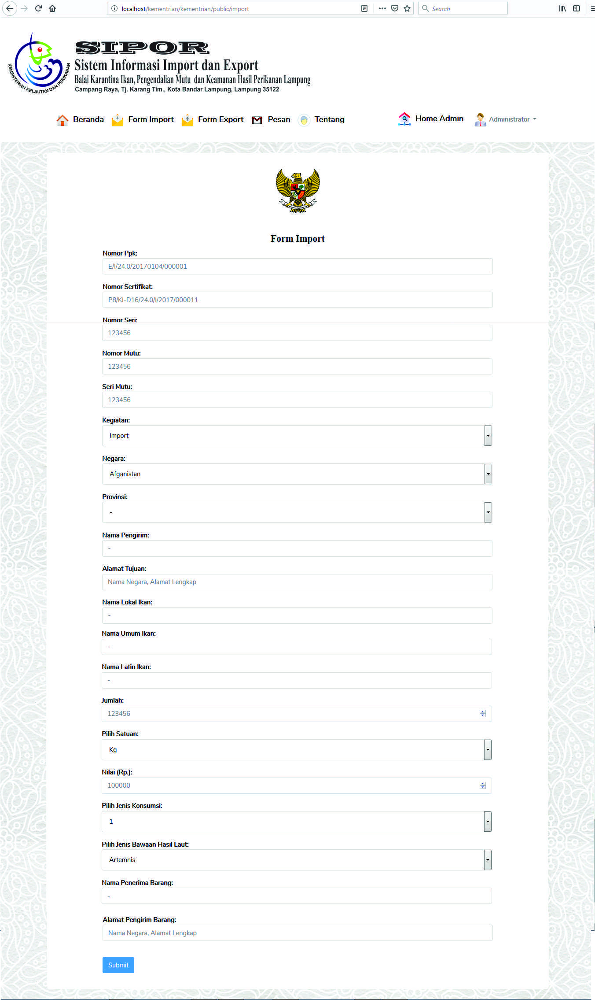 localhost/kementrian/kementrian/public/import
Search
KEMENTERIAN KELAUTAN DAN PERIKANAN
SIPOR
Sistem Informasi Import dan Export
Balai Karantina Ikan, Pengendalian Mutu dan Keamanan Hasil Perikanan Lampung
Campang Raya, Tj. Karang Tim., Kota Bandar Lampung, Lampung 35122
Beranda Form Import Form Export Pesan Tentang Home Admin Administrator
Form Import
Nomor Ppk:
E/I/24.0/20170104/000001
Nomor Sertifikat:
P8/KI-D16/24.0/I/2017/000011
Nomor Seri:
123456
Nomor Mutu:
123456
Seri Mutu:
123456
Kegiatan:
Import
Negara:
Afganistan
Provinsi:
-
Nama Pengirim:
-
Alamat Tujuan:
Nama Negara, Alamat Lengkap
Nama Lokal Ikan:
-
Nama Umum Ikan:
-
Nama Latin Ikan:
-
Jumlah:
123456
Pilih Satuan:
Kg
Nilai (Rp.):
100000
Pilih Jenis Konsumsi:
1
Pilih Jenis Bawaan Hasil Laut:
Artemnis
Nama Penerima Barang:
-
Alamat Pengirim Barang:
Nama Negara, Alamat Lengkap
Submit